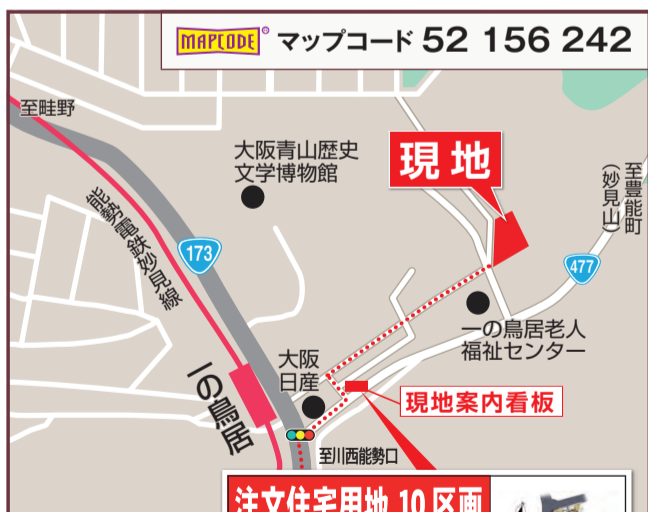 MAPCODE® マップコード 52 156 242
至畦野
大阪青山歴史
文学博物館
現地
至豊能町
(妙見山)
能勢電鉄妙見線
173
477
一の鳥居老人
福祉センター
大阪
日産
一の鳥居
現地案内看板
至川西能勢口
注文住宅用地 10区画